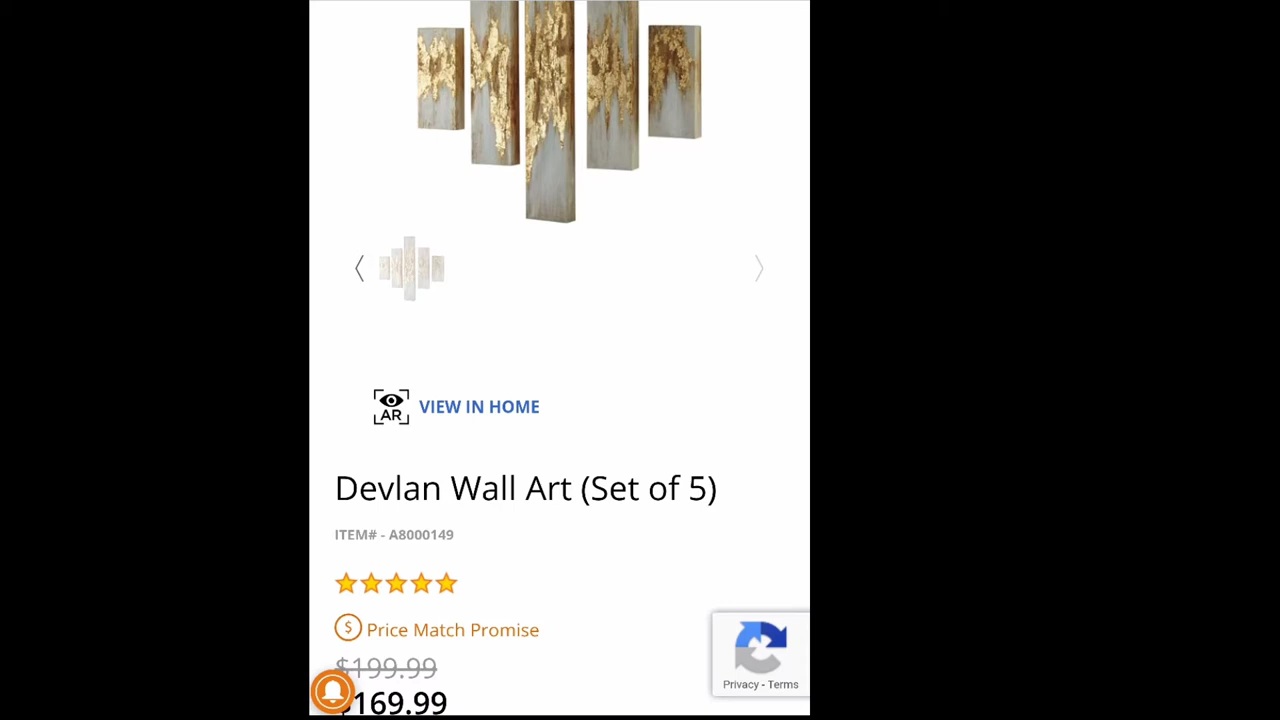 AR VIEW IN HOME
Devlan Wall Art (Set of 5)
ITEM# - A8000149
$ Price Match Promise
$199.99
$169.99
Privacy - Terms